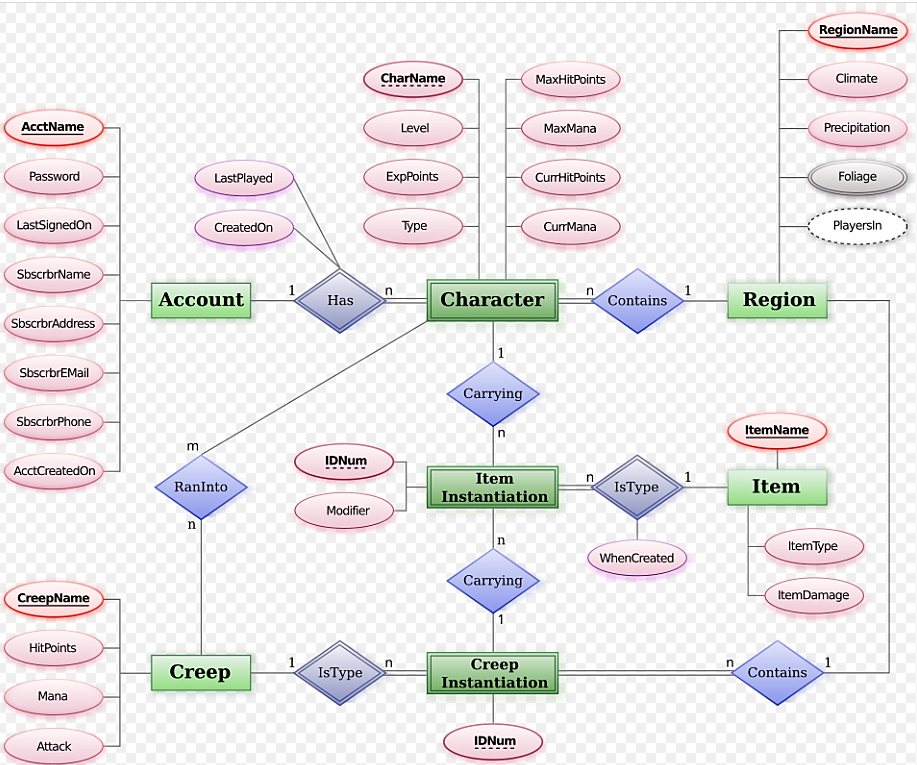 RegionName
CharName
MaxHitPoints
Climate
AcctName
Level
MaxMana
Precipitation
Password
LastPlayed
ExpPoints
CurrHitPoints
Foliage
LastSignedOn
CreatedOn
Type
CurrMana
PlayersIn
SbscrbrName
Account
1
Has
n
Character
n
Contains
1
Region
SbscrbrAddress
SbscrbrEMail
1
Carrying
SbscrbrPhone
n
m
ItemName
AcctCreatedOn
RanInto
n
IDNum
Modifier
Item
Instantiation
n
IsType
1
Item
WhenCreated
ItemType
n
Carrying
1
ItemDamage
CreepName
HitPoints
Creep
1
IsType
n
Creep
Instantiation
n
Contains
1
Mana
Attack
IDNum